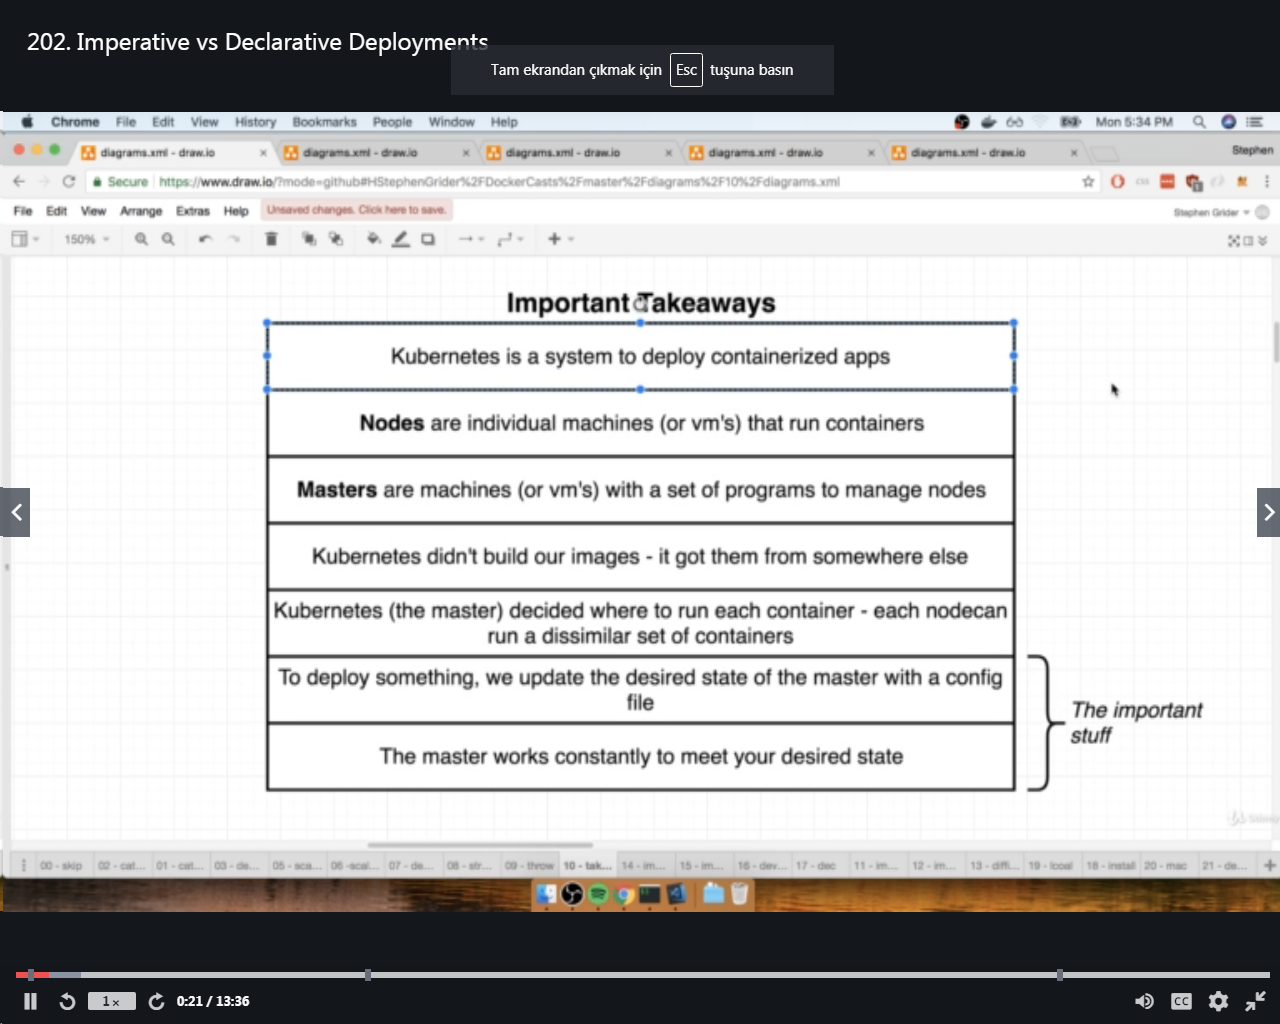 202. Imperative vs Declarative Deployments
Tam ekrandan çıkmak için Esc tuşuna basın
Chrome File Edit View History Bookmarks People Window Help Mon 5:34 PM
diagrams.xml - draw.io diagrams.xml - draw.io diagrams.xml - draw.io diagrams.xml - draw.io diagrams.xml - draw.io Stephen
Secure https://www.draw.io/?mode=github#HStephenGrider%2FDockerCasts%2Fmaster%2Fdiagrams%2F10%2Fdiagrams.xml
File Edit View Arrange Extras Help Unsaved changes. Click here to save. Stephen Grider
150%
Important Takeaways
Kubernetes is a system to deploy containerized apps
Nodes are individual machines (or vm's) that run containers
Masters are machines (or vm's) with a set of programs to manage nodes
Kubernetes didn't build our images - it got them from somewhere else
Kubernetes (the master) decided where to run each container - each nodecan
run a dissimilar set of containers
To deploy something, we update the desired state of the master with a config
file
The master works constantly to meet your desired state
The important
stuff
00 - skip 02 - cat... 01 - cat... 03 - de... 05 - sca... 06 -scal... 07 - de... 08 - str... 09 - throw 10 - tak... 14 - im... 15 - im... 16 - dev... 17 - dec 11 - im... 12 - im... 13 - diffi... 19 - local 18 - install 20 - mac 21 - de...
1x 0:21 / 13:36 CC